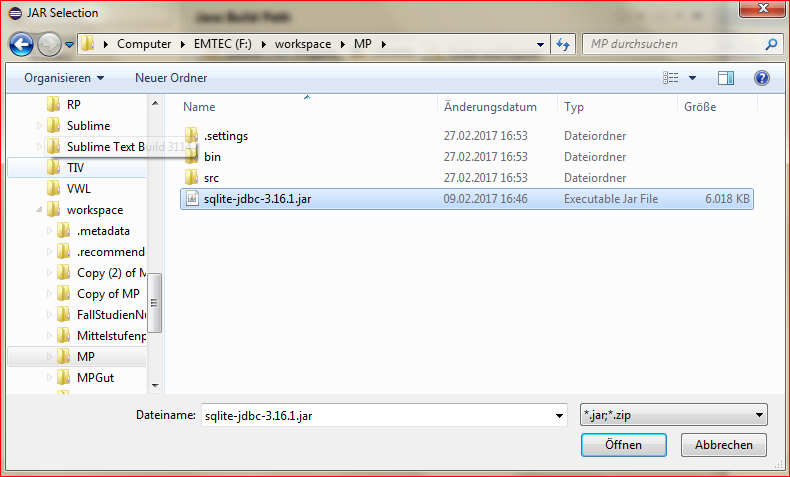 JAR Selection
Java Build Path
Computer EMTEC (F:) workspace MP
MP durchsuchen
Organisieren Neuer Ordner
Name Änderungsdatum Typ Größe
RP
Sublime
Sublime Text Build 3114
TIV
VWL
workspace
.metadata
.recommend
Copy (2) of M
Copy of MP
FallStudienNu
Mittelstufenp
MP
MPGut
.settings 27.02.2017 16:53 Dateiordner
bin 27.02.2017 16:53 Dateiordner
src 27.02.2017 16:53 Dateiordner
sqlite-jdbc-3.16.1.jar 09.02.2017 16:46 Executable Jar File 6.018 KB
Dateiname: sqlite-jdbc-3.16.1.jar *.jar;*.zip
Öffnen Abbrechen